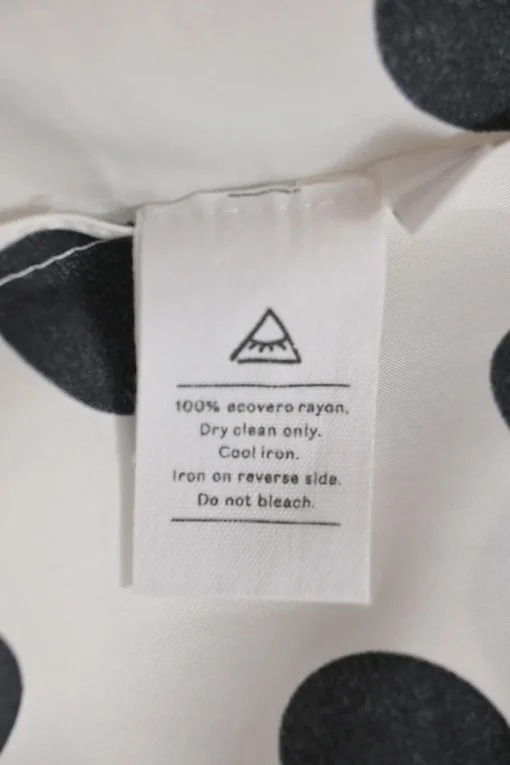 100% ecovero rayon.
Dry clean only.
Cool iron.
Iron on reverse side.
Do not bleach.